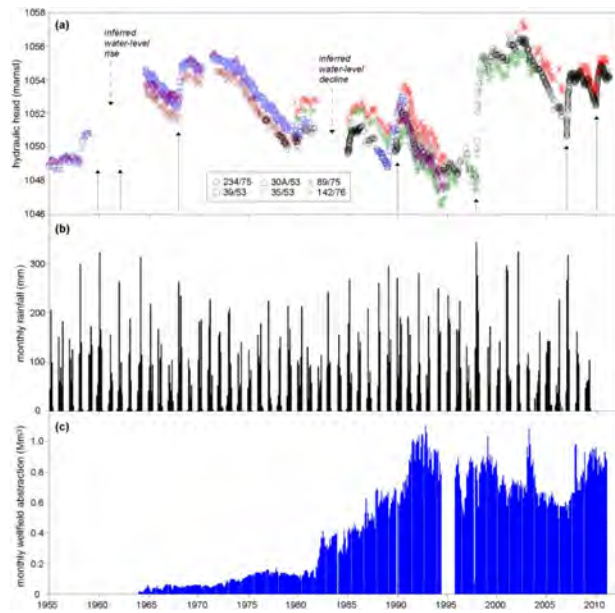 (a)
1058
1056
1054
1052
1050
1048
1046
hydraulic head (mamsl)
inferred
water-level
rise
inferred
water-level
decline
234/75 30A/53 89/75
39/53 35/53 142/76
(b)
300
200
100
0
monthly rainfall (mm)
(c)
1.0
0.8
0.6
0.4
0.2
0
monthly wellfield abstraction (Mm³)
1955 1960 1965 1970 1975 1980 1985 1990 1995 2000 2005 2010